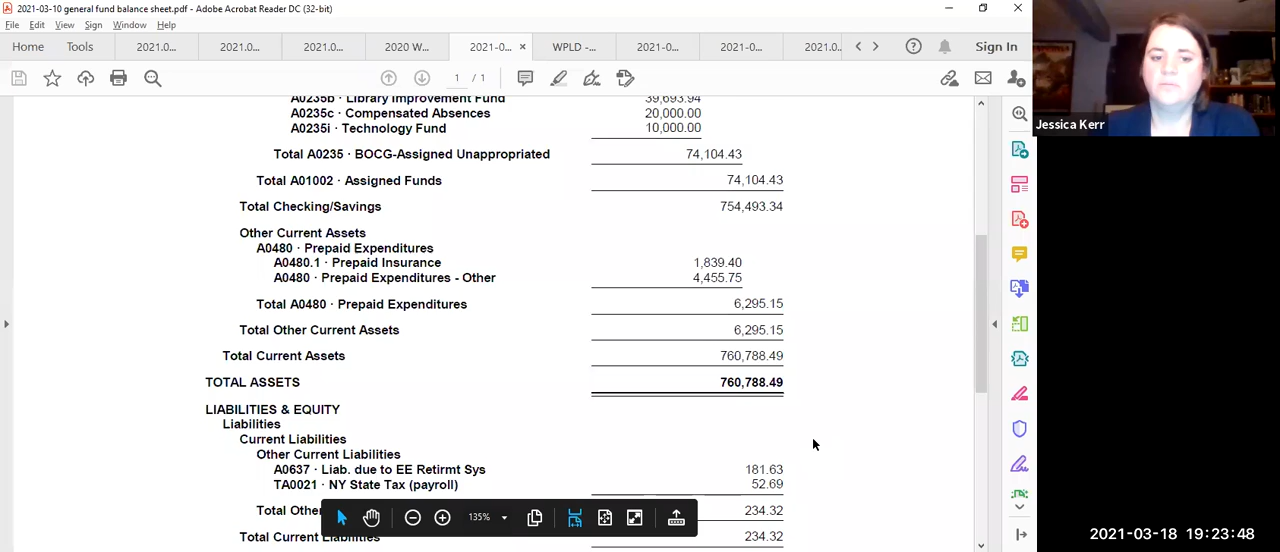 2021-03-10 general fund balance sheet.pdf - Adobe Acrobat Reader DC (32-bit)
File Edit View Sign Window Help
Home Tools 2021.0... 2021.0... 2021.0... 2020 W... 2021-0... × WPLD -... 2021-0... 2021-0... 2021.0. Sign In
1 / 1
A0235b · Library Improvement Fund 39,693.94
A0235c · Compensated Absences 20,000.00
A0235i · Technology Fund 10,000.00
Total A0235 · BOCG-Assigned Unappropriated 74,104.43
Total A01002 · Assigned Funds 74,104.43
Total Checking/Savings 754,493.34
Other Current Assets
A0480 · Prepaid Expenditures
A0480.1 · Prepaid Insurance 1,839.40
A0480 · Prepaid Expenditures - Other 4,455.75
Total A0480 · Prepaid Expenditures 6,295.15
Total Other Current Assets 6,295.15
Total Current Assets 760,788.49
TOTAL ASSETS 760,788.49
LIABILITIES & EQUITY
Liabilities
Current Liabilities
Other Current Liabilities
A0637 · Liab. due to EE Retirmt Sys 181.63
TA0021 · NY State Tax (payroll) 52.69
Total Other 234.32
135%
Total Current Liabilities 234.32
Jessica Kerr
2021-03-18 19:23:48